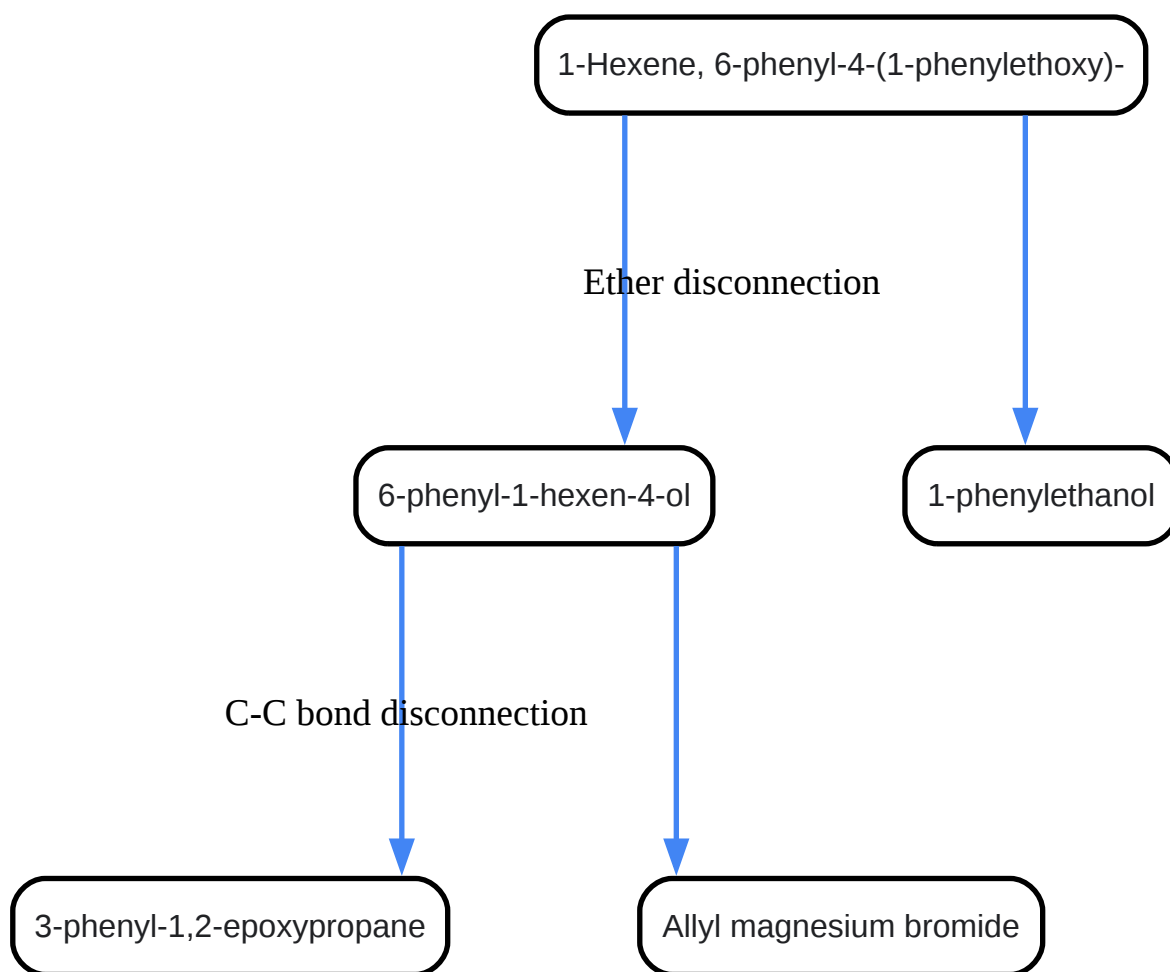 1-Hexene, 6-phenyl-4-(1-phenylethoxy)-
Ether disconnection
6-phenyl-1-hexen-4-ol
1-phenylethanol
C-C bond disconnection
3-phenyl-1,2-epoxypropane
Allyl magnesium bromide